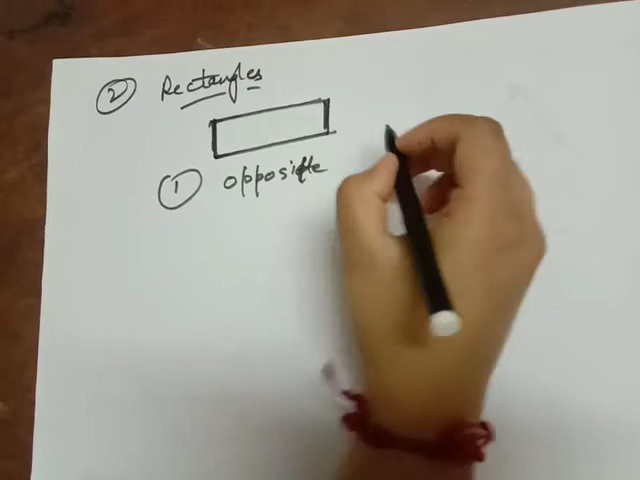 ② Rectangles
① opposite